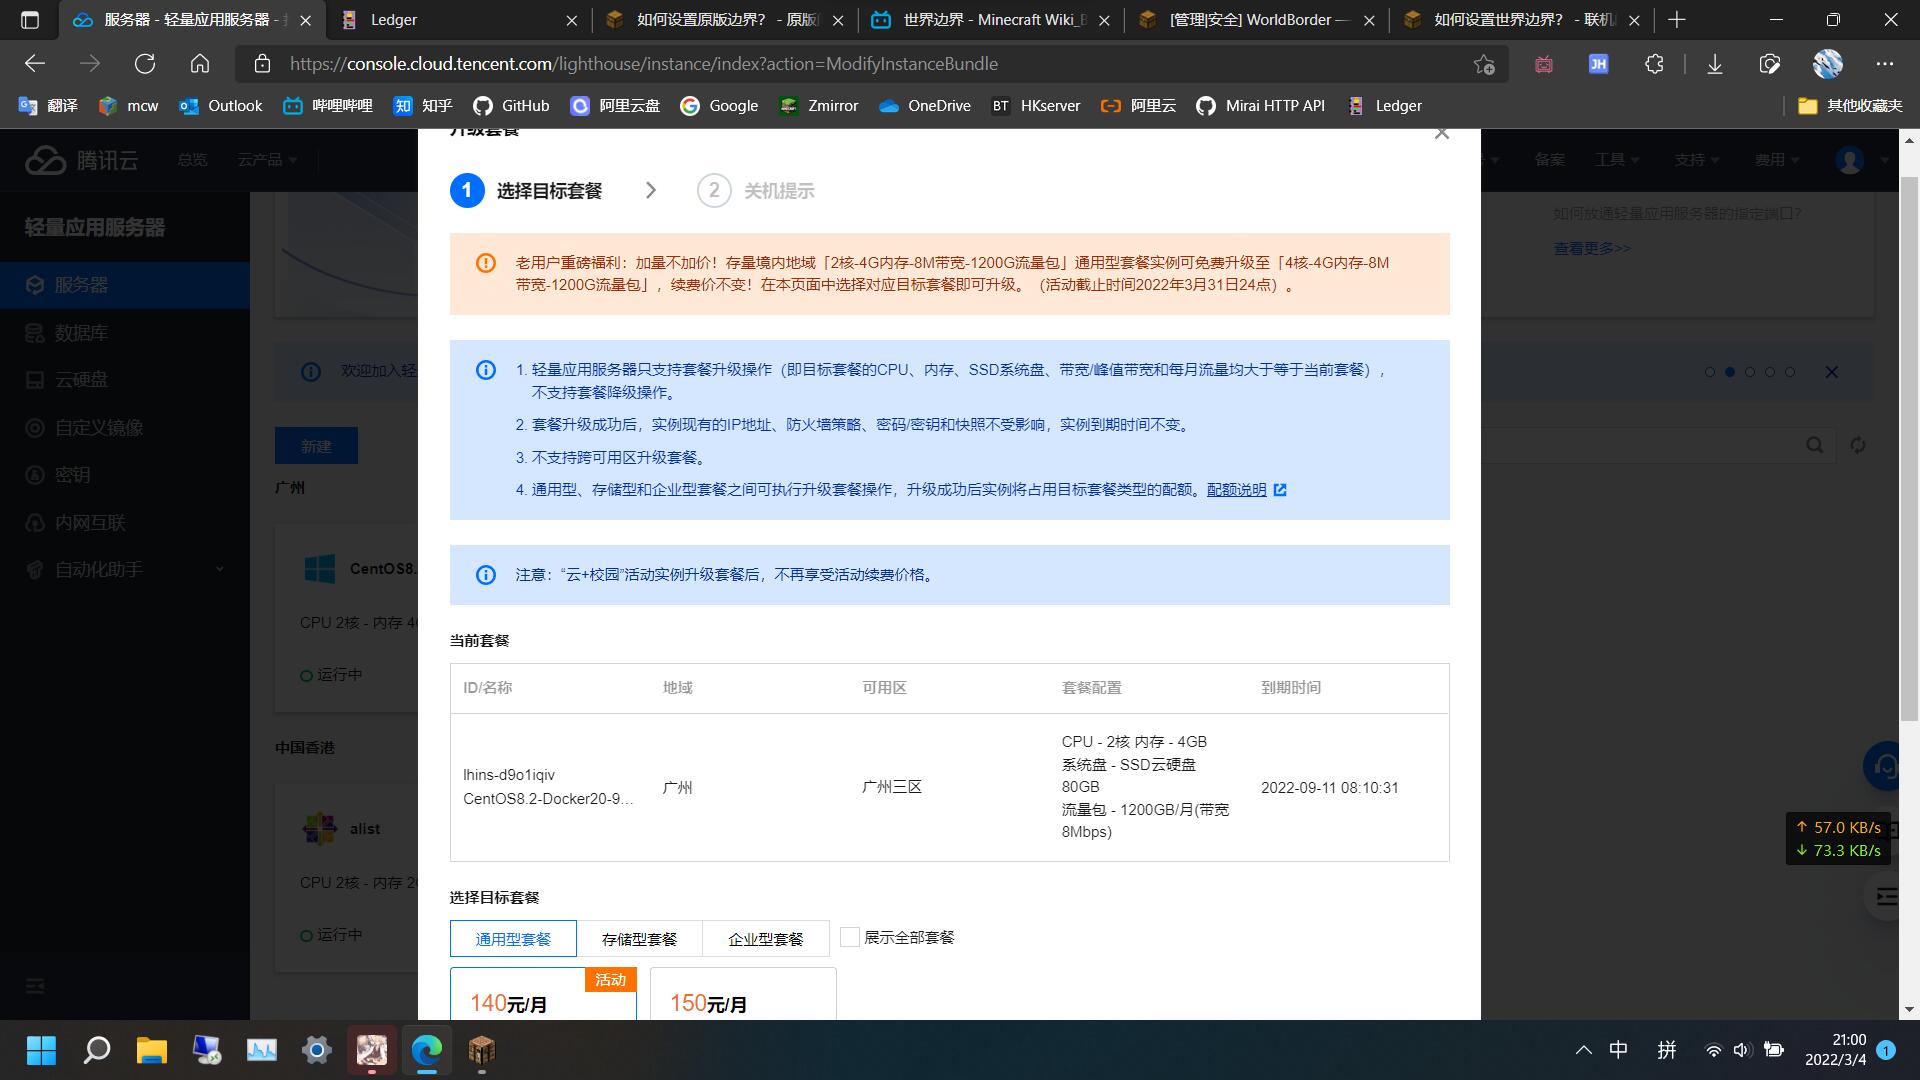 服务器 - 轻量应用服务器 -
Ledger
如何设置原版边界？ - 原版
世界边界 - Minecraft Wiki_B
[管理|安全] WorldBorder —
如何设置世界边界？ - 联机
https://console.cloud.tencent.com/lighthouse/instance/index?action=ModifyInstanceBundle
JH
翻译
mcw
Outlook
哔哩哔哩
知 知乎
GitHub
阿里云盘
Google
Zmirror
OneDrive
BT HKserver
阿里云
Mirai HTTP API
Ledger
其他收藏夹
腾讯云
总览
云产品
备案
工具
支持
费用
升级套餐
1 选择目标套餐
2 关机提示
轻量应用服务器
服务器
数据库
云硬盘
自定义镜像
密钥
内网互联
自动化助手
如何放通轻量应用服务器的指定端口？
查看更多>>
欢迎加入轻
新建
广州
CentOS8.
CPU 2核 - 内存 4
运行中
中国香港
alist
CPU 2核 - 内存 2
运行中
老用户重磅福利：加量不加价！存量境内地域「2核-4G内存-8M带宽-1200G流量包」通用型套餐实例可免费升级至「4核-4G内存-8M
带宽-1200G流量包」，续费价不变！在本页面中选择对应目标套餐即可升级。（活动截止时间2022年3月31日24点）。
1. 轻量应用服务器只支持套餐升级操作（即目标套餐的CPU、内存、SSD系统盘、带宽/峰值带宽和每月流量均大于等于当前套餐），
不支持套餐降级操作。
2. 套餐升级成功后，实例现有的IP地址、防火墙策略、密码/密钥和快照不受影响，实例到期时间不变。
3. 不支持跨可用区升级套餐。
4. 通用型、存储型和企业型套餐之间可执行升级套餐操作，升级成功后实例将占用目标套餐类型的配额。配额说明
注意：“云+校园”活动实例升级套餐后，不再享受活动续费价格。
当前套餐
ID/名称
地域
可用区
套餐配置
到期时间
lhins-d9o1iqiv
CentOS8.2-Docker20-9...
广州
广州三区
CPU - 2核 内存 - 4GB
系统盘 - SSD云硬盘
80GB
流量包 - 1200GB/月(带宽
8Mbps)
2022-09-11 08:10:31
选择目标套餐
通用型套餐
存储型套餐
企业型套餐
展示全部套餐
活动
140元/月
150元/月
↑ 57.0 KB/s
↓ 73.3 KB/s
中
拼
21:00
2022/3/4
1